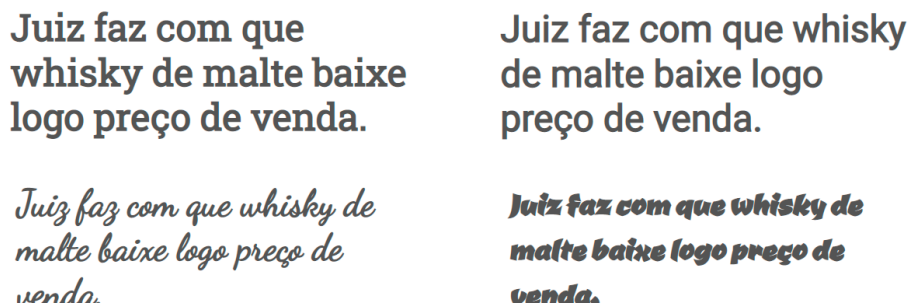 Juiz faz com que
whisky de malte baixe
logo preço de venda.
Juiz faz com que whisky
de malte baixe logo
preço de venda.
Juiz faz com que whisky de
malte baixe logo preço de
venda.
Juiz faz com que whisky de
malte baixe logo preço de
venda.